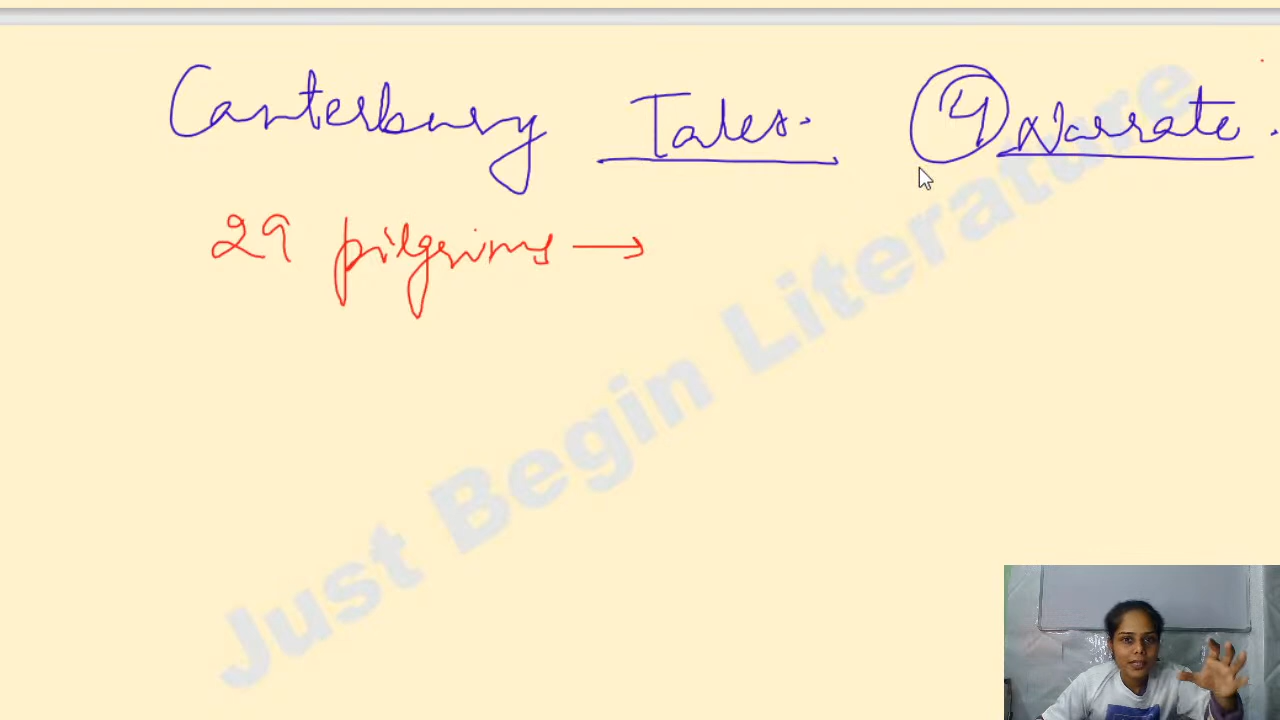 Canterbury Tales. 4 Narrate.
29 pilgrims →
Just Begin Literature